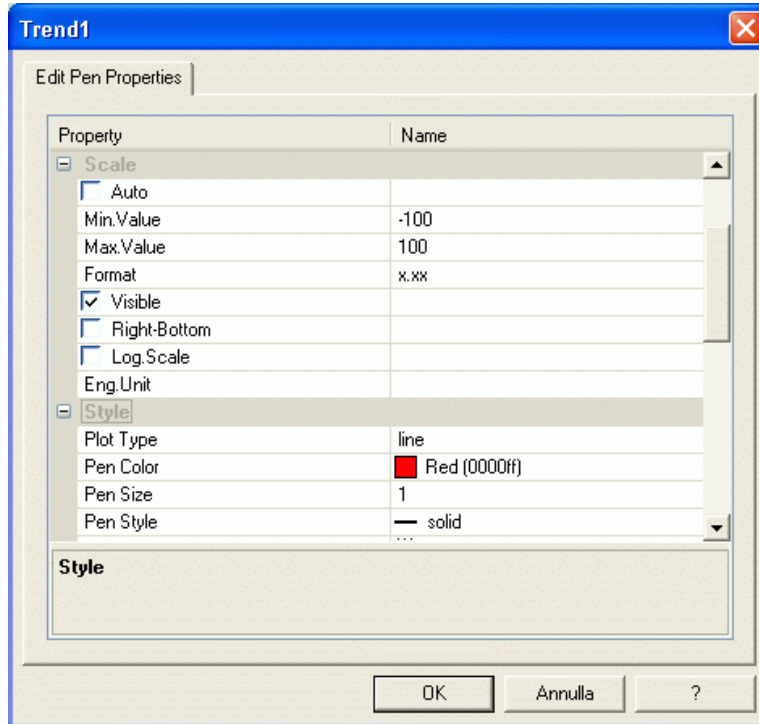 Trend1
Edit Pen Properties
Property Name
Scale
Auto
Min.Value -100
Max.Value 100
Format x.xx
Visible
Right-Bottom
Log.Scale
Eng.Unit
Style
Plot Type line
Pen Color Red (0000ff)
Pen Size 1
Pen Style solid
Style
OK Annulla ?